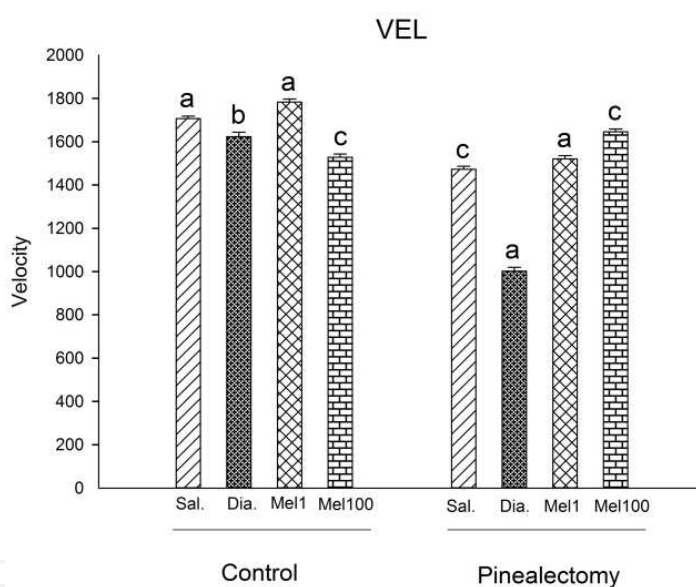 VEL
2000
1800
1600
1400
1200
1000
800
600
400
200
0
Velocity
a
b
a
c
c
a
a
c
Sal. Dia. Mel1 Mel100 Sal. Dia. Mel1 Mel100
Control Pinealectomy